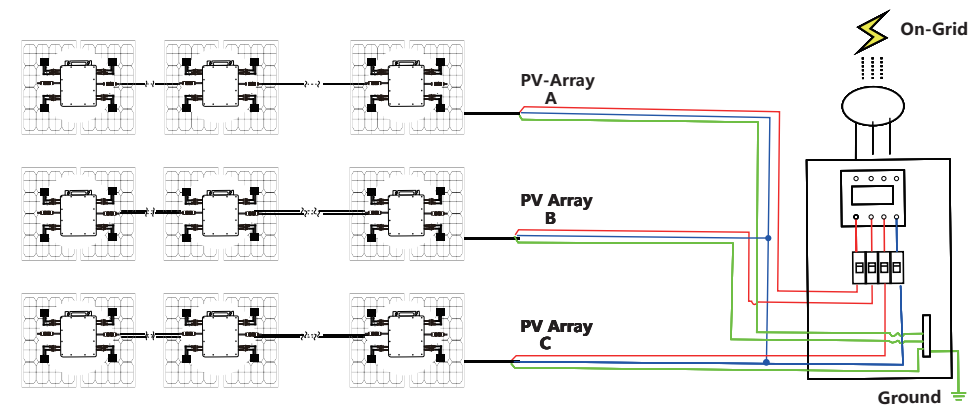 On-Grid
PV-Array
A
PV Array
B
PV Array
C
Ground